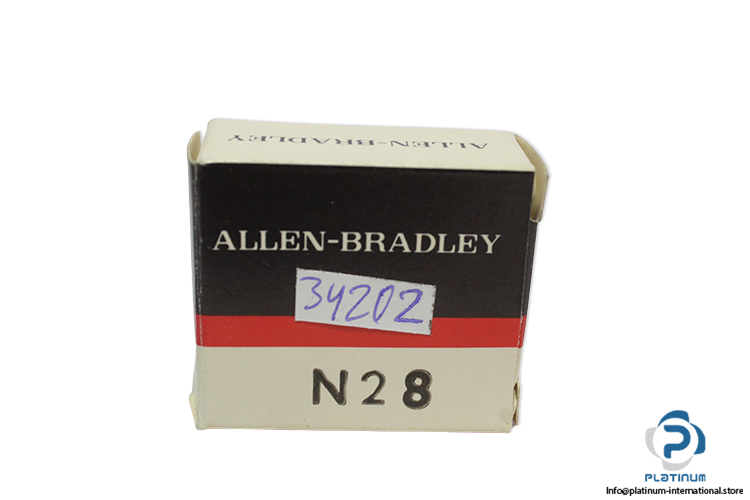 ALLEN-BRADLEY
ALLEN-BRADLEY
34202
N28
PLATINUM
Info@platinum-international.store